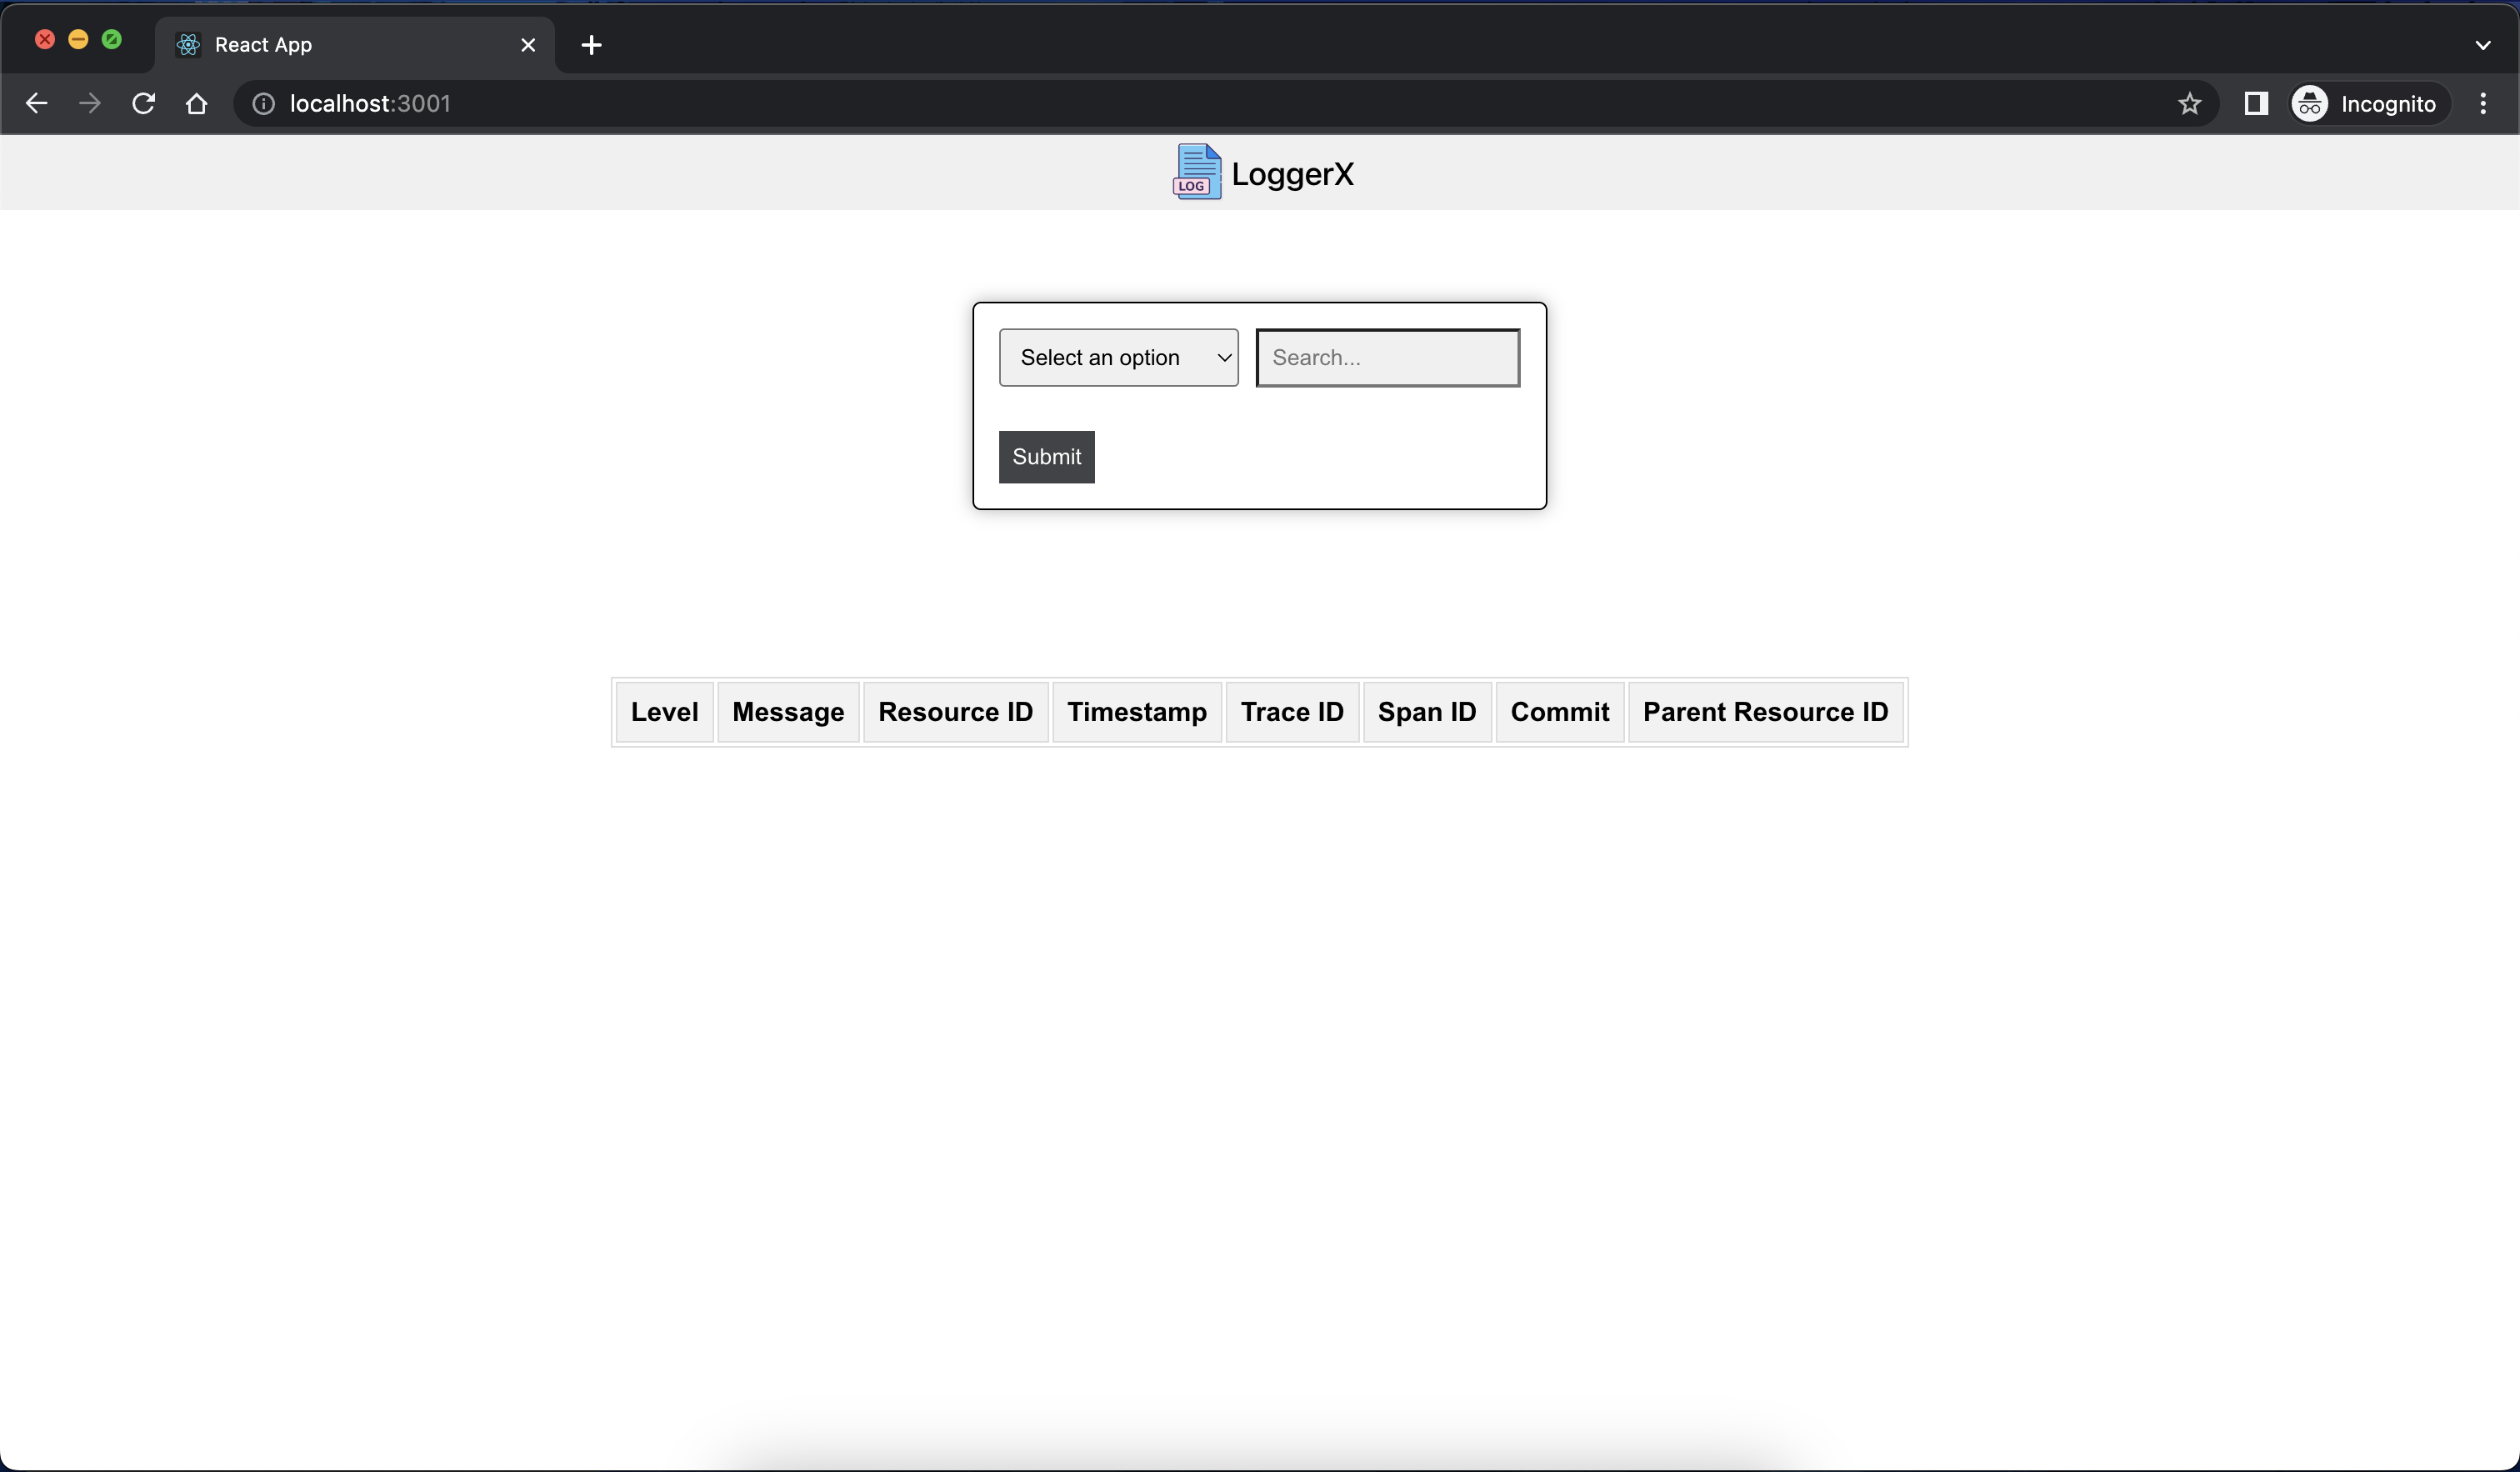 React App
localhost:3001
Incognito
LOG
LoggerX
Select an option
Search...
Submit
Level Message Resource ID Timestamp Trace ID Span ID Commit Parent Resource ID